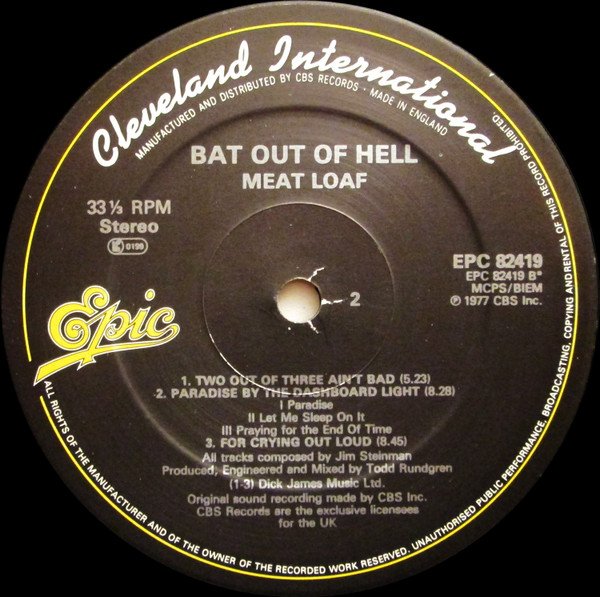 Cleveland International
MANUFACTURED AND DISTRIBUTED BY CBS RECORDS · MADE IN ENGLAND
BAT OUT OF HELL
MEAT LOAF
33 ⅓ RPM
Stereo
K 0199
EPC 82419
EPC 82419 B*
MCPS/BIEM
℗ 1977 CBS Inc.
2
Epic
1. TWO OUT OF THREE AIN'T BAD (5.23)
2. PARADISE BY THE DASHBOARD LIGHT (8.28)
I Paradise
II Let Me Sleep On It
III Praying for the End Of Time
3. FOR CRYING OUT LOUD (8.45)
All tracks composed by Jim Steinman
Produced, Engineered and Mixed by Todd Rundgren
(1-3) Dick James Music Ltd.
Original sound recording made by CBS Inc.
CBS Records are the exclusive licensees
for the UK
ALL RIGHTS OF THE MANUFACTURER AND OF THE OWNER OF THE RECORDED WORK RESERVED. UNAUTHORISED PUBLIC PERFORMANCE, BROADCASTING, COPYING AND RENTAL OF THIS RECORD PROHIBITED.